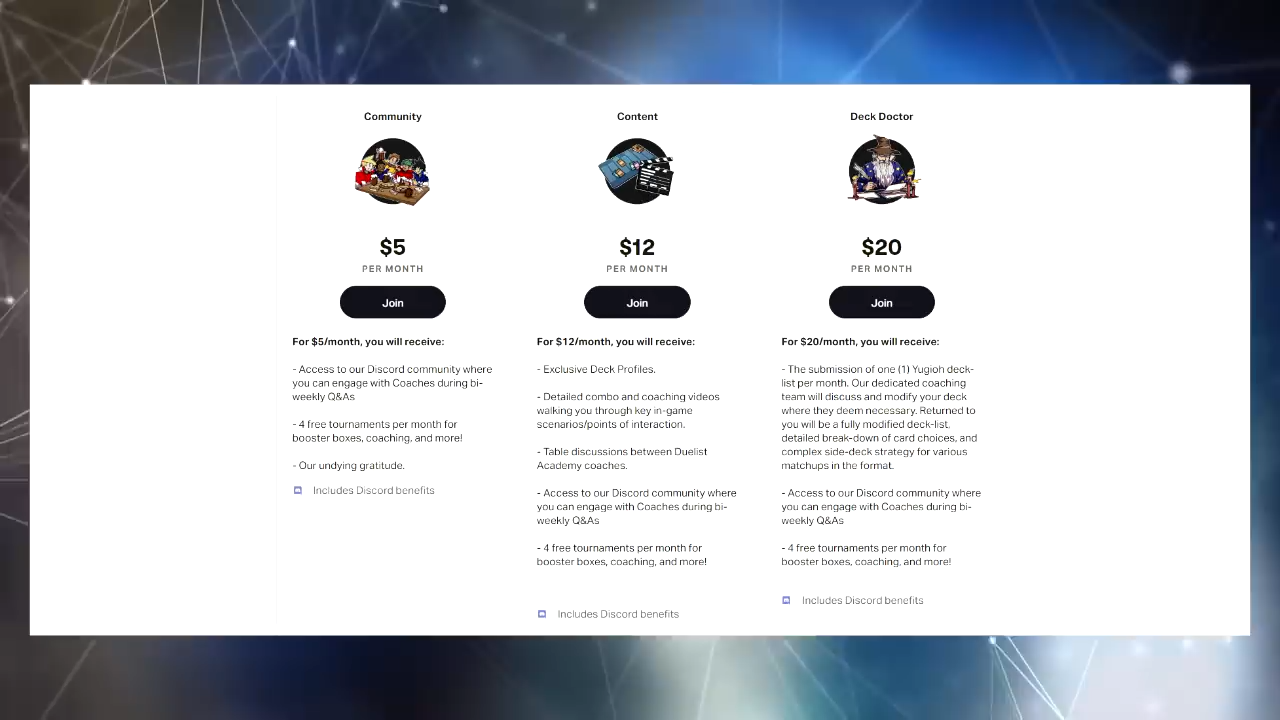 Community
$5
PER MONTH
Join
For $5/month, you will receive:
- Access to our Discord community where
you can engage with Coaches during bi-
weekly Q&As
- 4 free tournaments per month for
booster boxes, coaching, and more!
- Our undying gratitude.
Includes Discord benefits
Content
$12
PER MONTH
Join
For $12/month, you will receive:
- Exclusive Deck Profiles.
- Detailed combo and coaching videos
walking you through key in-game
scenarios/points of interaction.
- Table discussions between Duelist
Academy coaches.
- Access to our Discord community where
you can engage with Coaches during bi-
weekly Q&As
- 4 free tournaments per month for
booster boxes, coaching, and more!
Includes Discord benefits
Deck Doctor
$20
PER MONTH
Join
For $20/month, you will receive:
- The submission of one (1) Yugioh deck-
list per month. Our dedicated coaching
team will discuss and modify your deck
where they deem necessary. Returned to
you will be a fully modified deck-list,
detailed break-down of card choices, and
complex side-deck strategy for various
matchups in the format.
- Access to our Discord community where
you can engage with Coaches during bi-
weekly Q&As
- 4 free tournaments per month for
booster boxes, coaching, and more!
Includes Discord benefits